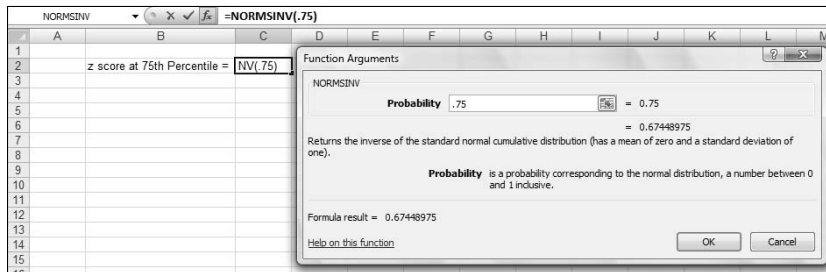 NORMSINV =NORMSINV(.75)
A B C D E F G H I J K L M
1
2 z score at 75th Percentile = NV(.75)
3
4
5
6
7
8
9
10
11
12
13
14
15
Function Arguments
NORMSINV
Probability .75 = 0.75
= 0.67448975
Returns the inverse of the standard normal cumulative distribution (has a mean of zero and a standard deviation of
one).
Probability is a probability corresponding to the normal distribution, a number between 0
and 1 inclusive.
Formula result = 0.67448975
Help on this function OK Cancel